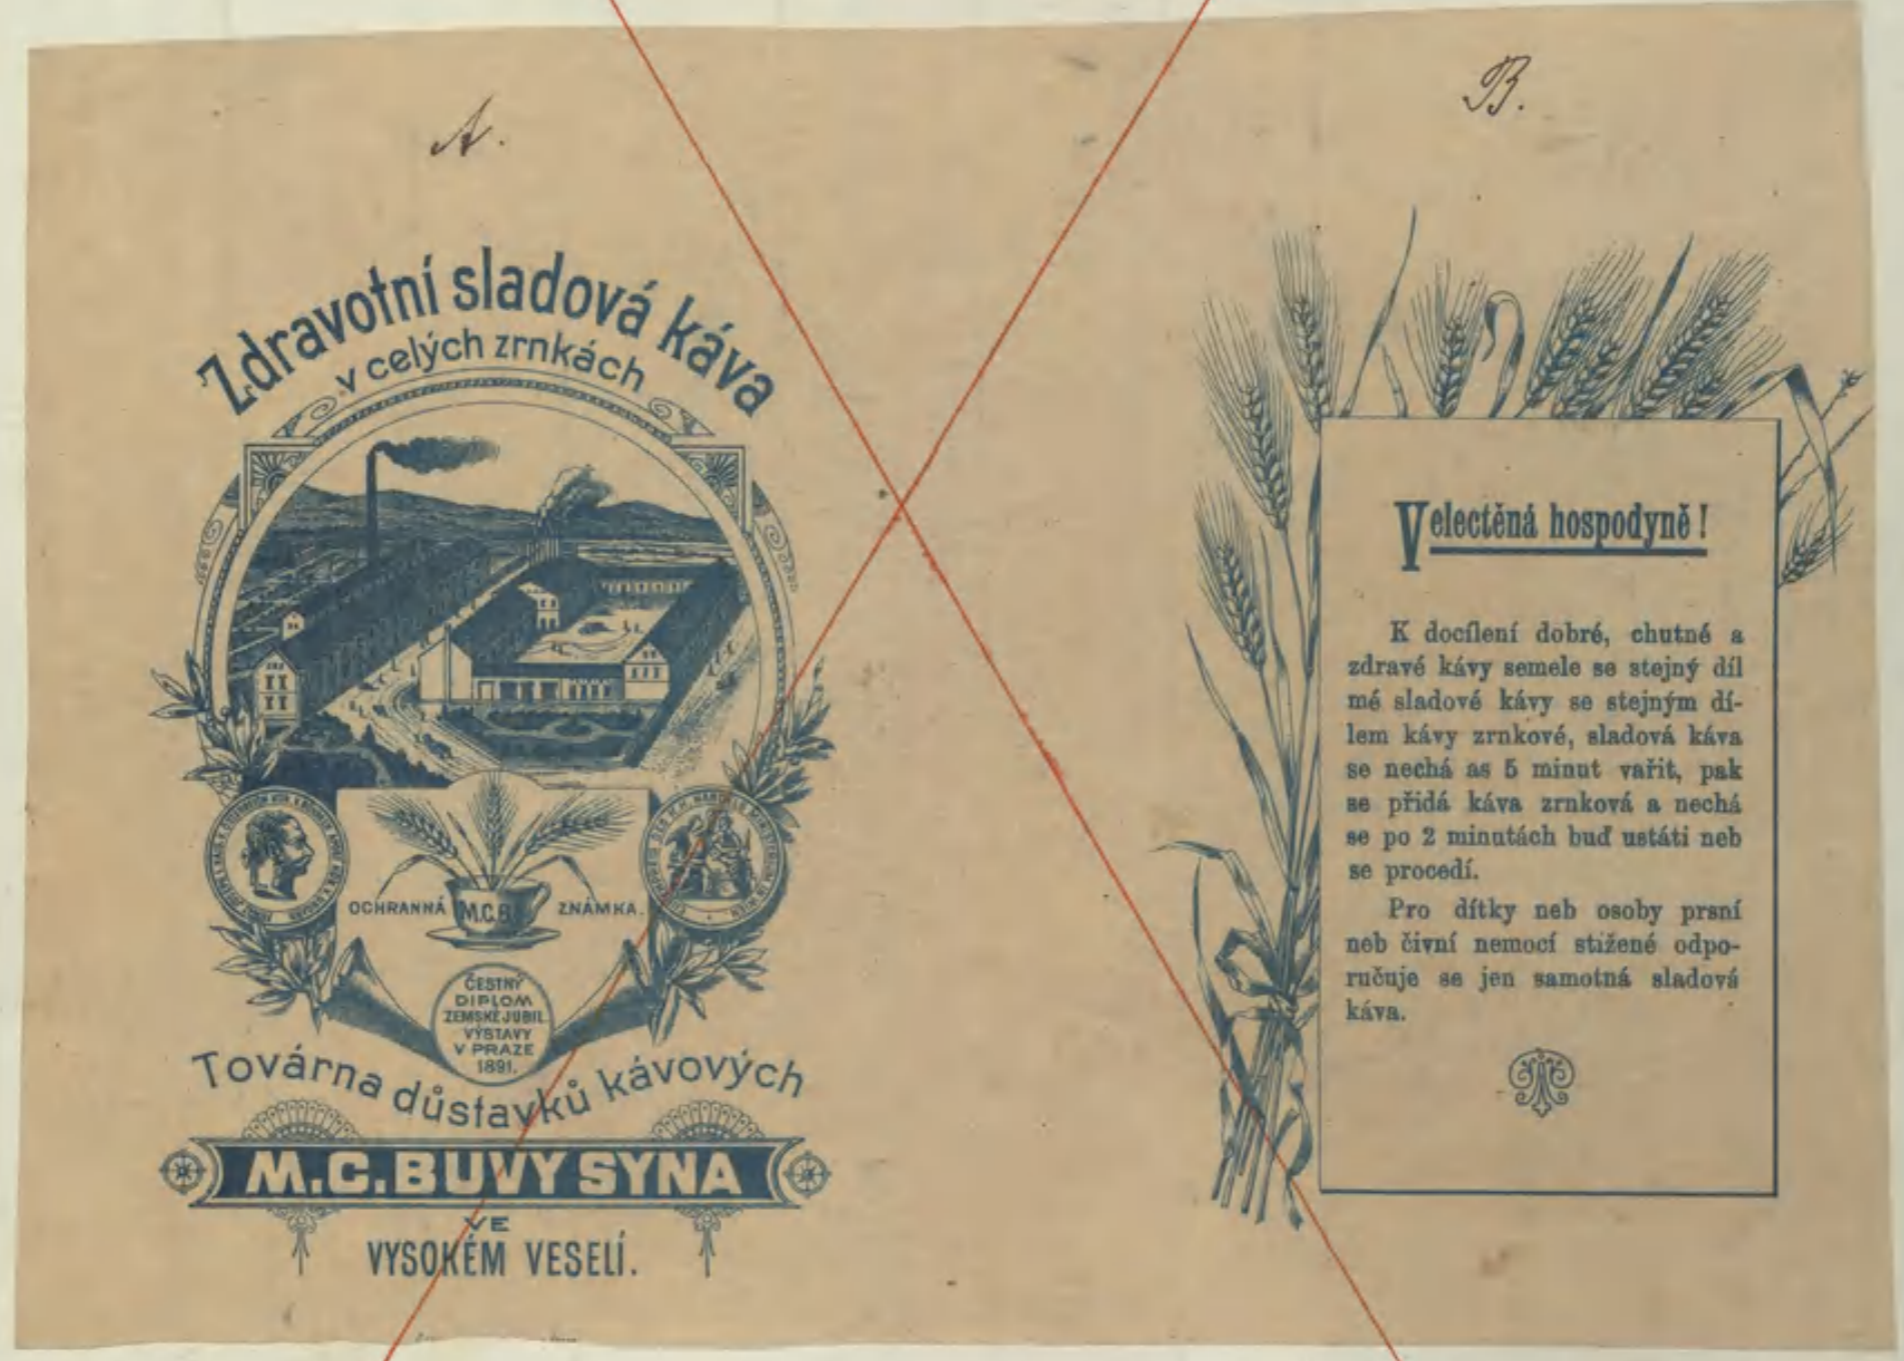 A.
Zdravotní sladová káva
v celých zrnkách
OCHRANNÁ M.C.B. ZNÁMKA.
ČESTNÝ
DIPLOM
ZEMSKÉ JUBIL.
VÝSTAVY
V PRAZE
1891.
Továrna důstavků kávových
M.C.BUVY SYNA
VE
VYSOKÉM VESELÍ.
B.
Velectěná hospodyně!
K docílení dobré, chutné a
zdravé kávy semele se stejný díl
mé sladové kávy se stejným dí-
lem kávy zrnkové, sladová káva
se nechá as 5 minut vařit, pak
se přidá káva zrnková a nechá
se po 2 minutách buď ustáti neb
se procedí.
Pro dítky neb osoby prsní
neb čivní nemocí stižené odpo-
ručuje se jen samotná sladová
káva.